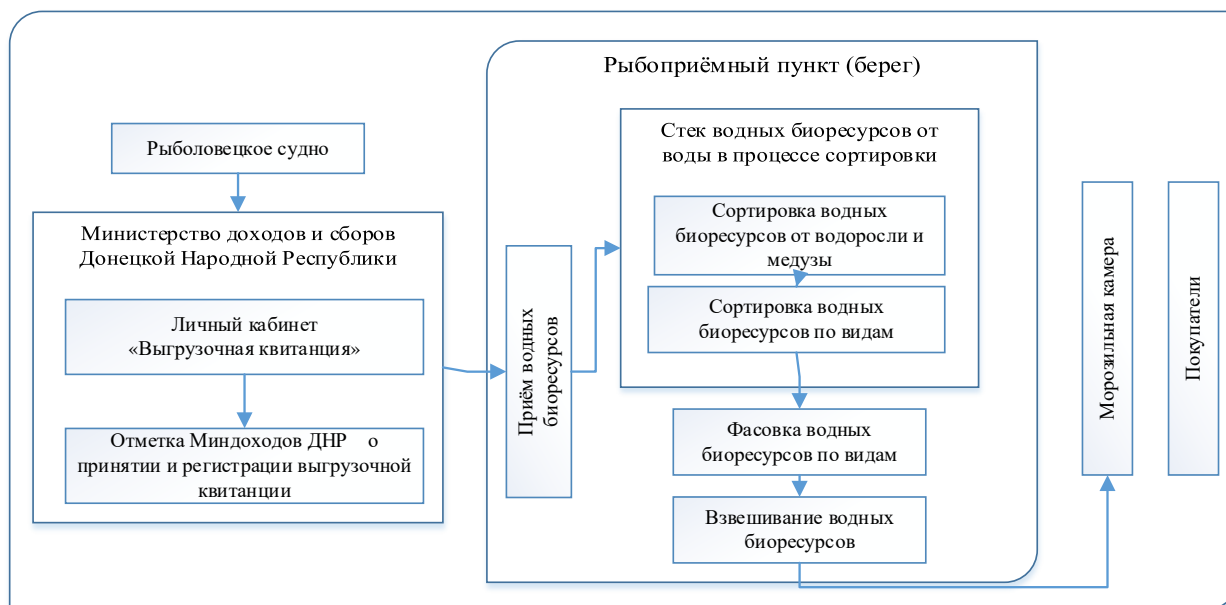 Рыболовецкое судно
Министерство доходов и сборов
Донецкой Народной Республики
Личный кабинет
«Выгрузочная квитанция»
Отметка Миндоходов ДНР о
принятии и регистрации выгрузочной
квитанции
Рыбоприёмный пункт (берег)
Приём водных
биоресурсов
Стек водных биоресурсов от
воды в процессе сортировки
Сортировка водных
биоресурсов от водоросли и
медузы
Сортировка водных
биоресурсов по видам
Фасовка водных
биоресурсов по видам
Взвешивание водных
биоресурсов
Морозильная камера
Покупатели